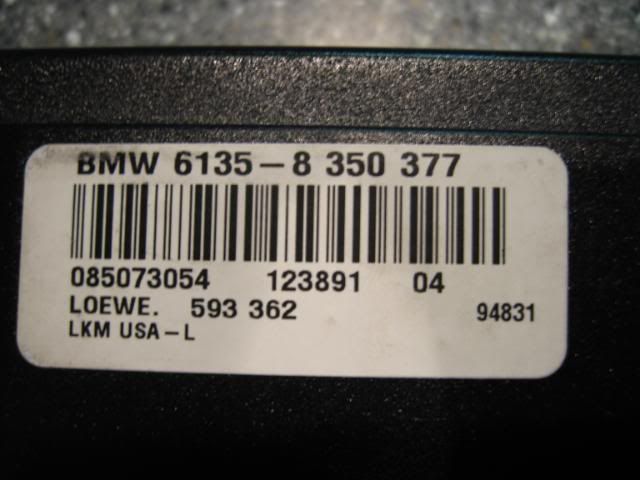 BMW 6135-8 350 377
085073054 123891 04
LOEWE. 593 362 94831
LKM USA-L